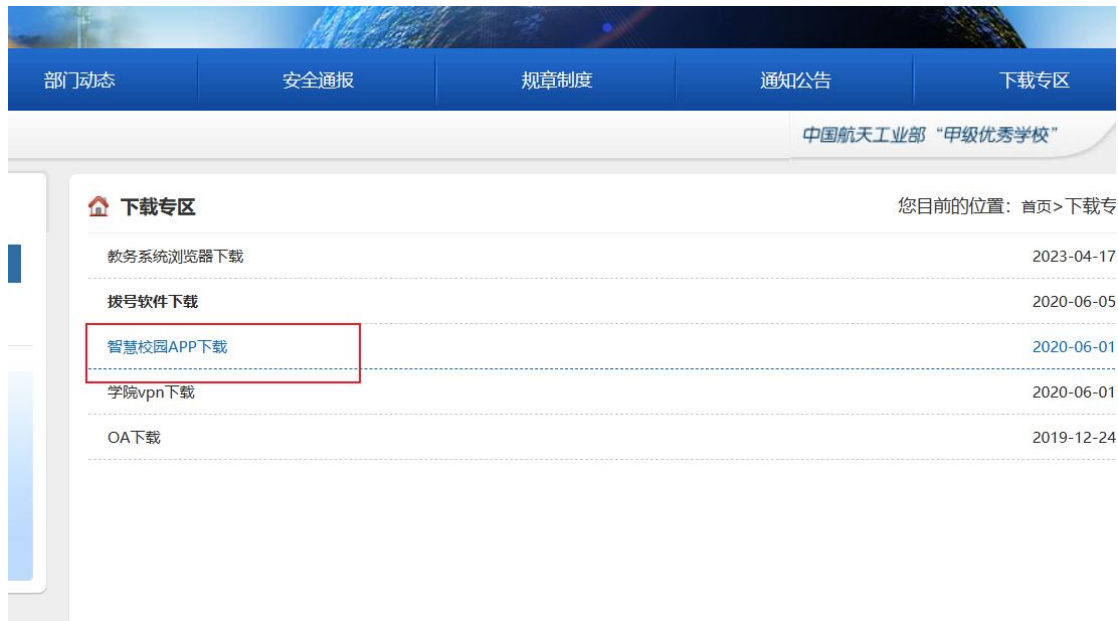 部门动态 安全通报 规章制度 通知公告 下载专区
中国航天工业部“甲级优秀学校”
下载专区 您目前的位置：首页>下载专
教务系统浏览器下载 2023-04-17
拨号软件下载 2020-06-05
智慧校园APP下载 2020-06-01
学院vpn下载 2020-06-01
OA下载 2019-12-24